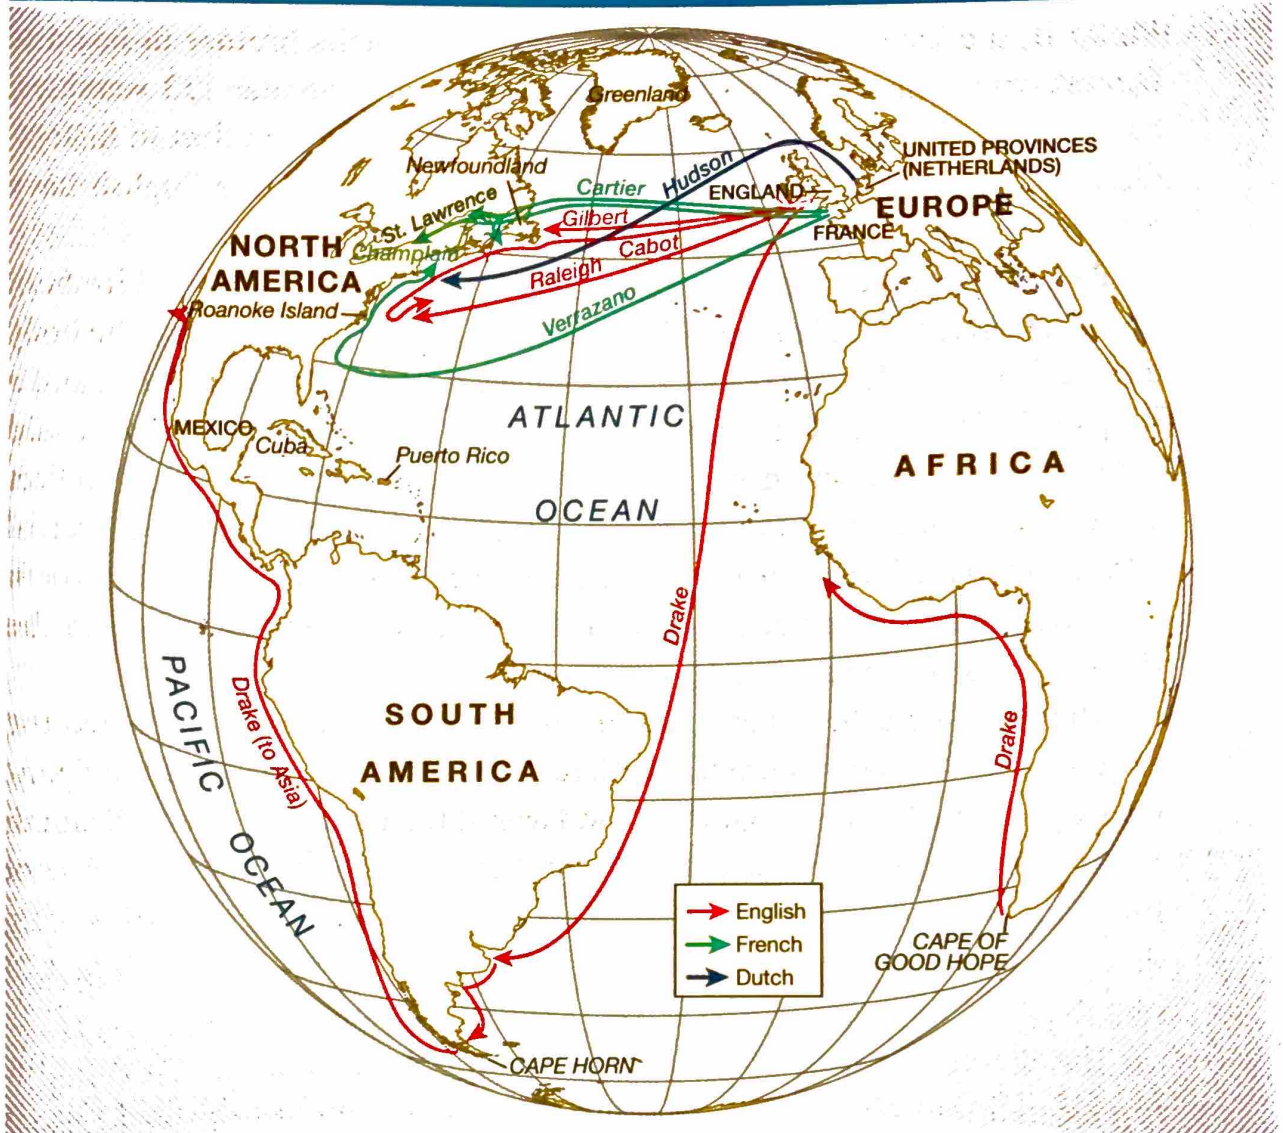 Greenland
UNITED PROVINCES
(NETHERLANDS)
Newfoundland
Hudson
Cartier
ENGLAND
EUROPE
St. Lawrence
Gilbert
FRANCE
NORTH
AMERICA
Champlain
Cabot
Raleigh
Roanoke Island
Verrazano
ATLANTIC
OCEAN
MEXICO
Cuba
Puerto Rico
AFRICA
Drake
PACIFIC
OCEAN
Drake (to Asia)
SOUTH
AMERICA
Drake
English
French
Dutch
CAPE OF
GOOD HOPE
CAPE HORN